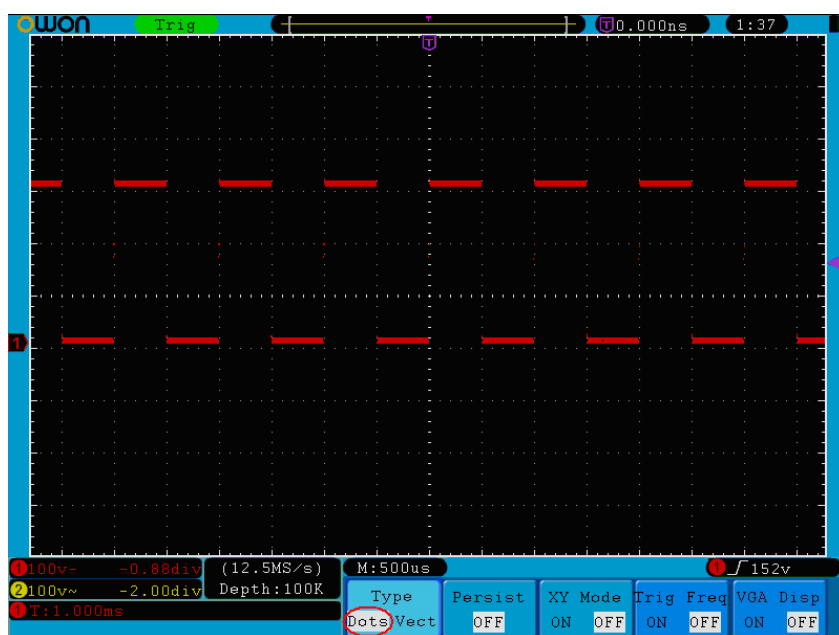 owon Trig T 0.000ns 1:37
T
1
1 100v- -0.88div (12.5MS/s) M:500us 1 152v
2 100v~ -2.00div Depth:100K
1 T:1.000ms
Type Persist XY Mode Trig Freq VGA Disp
Dots Vect OFF ON OFF ON OFF ON OFF